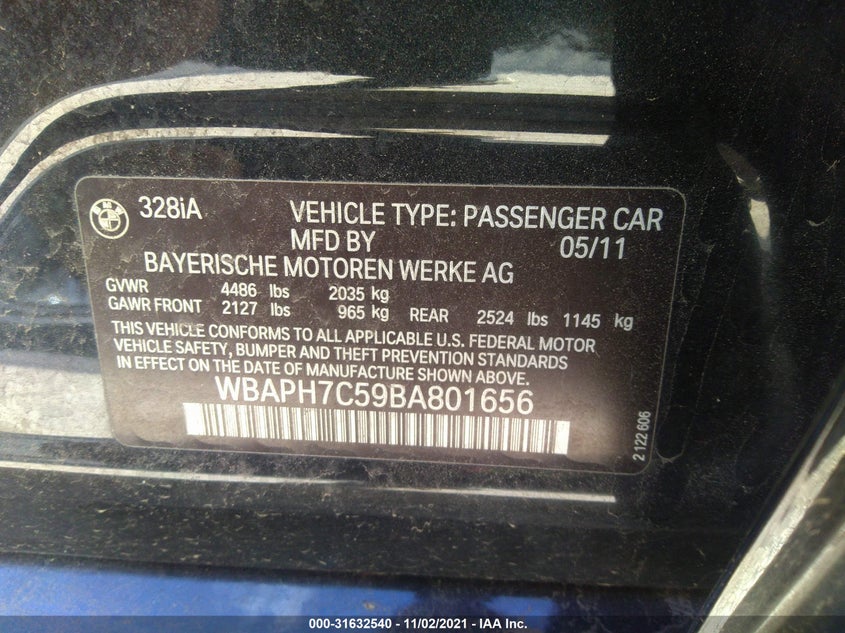 BMW
328iA VEHICLE TYPE: PASSENGER CAR
MFD BY 05/11
BAYERISCHE MOTOREN WERKE AG
GVWR 4486 lbs 2035 kg
GAWR FRONT 2127 lbs 965 kg REAR 2524 lbs 1145 kg
THIS VEHICLE CONFORMS TO ALL APPLICABLE U.S. FEDERAL MOTOR
VEHICLE SAFETY, BUMPER AND THEFT PREVENTION STANDARDS
IN EFFECT ON THE DATE OF MANUFACTURE SHOWN ABOVE.
WBAPH7C59BA801656
2122606
000-31632540 - 11/02/2021 - IAA Inc.